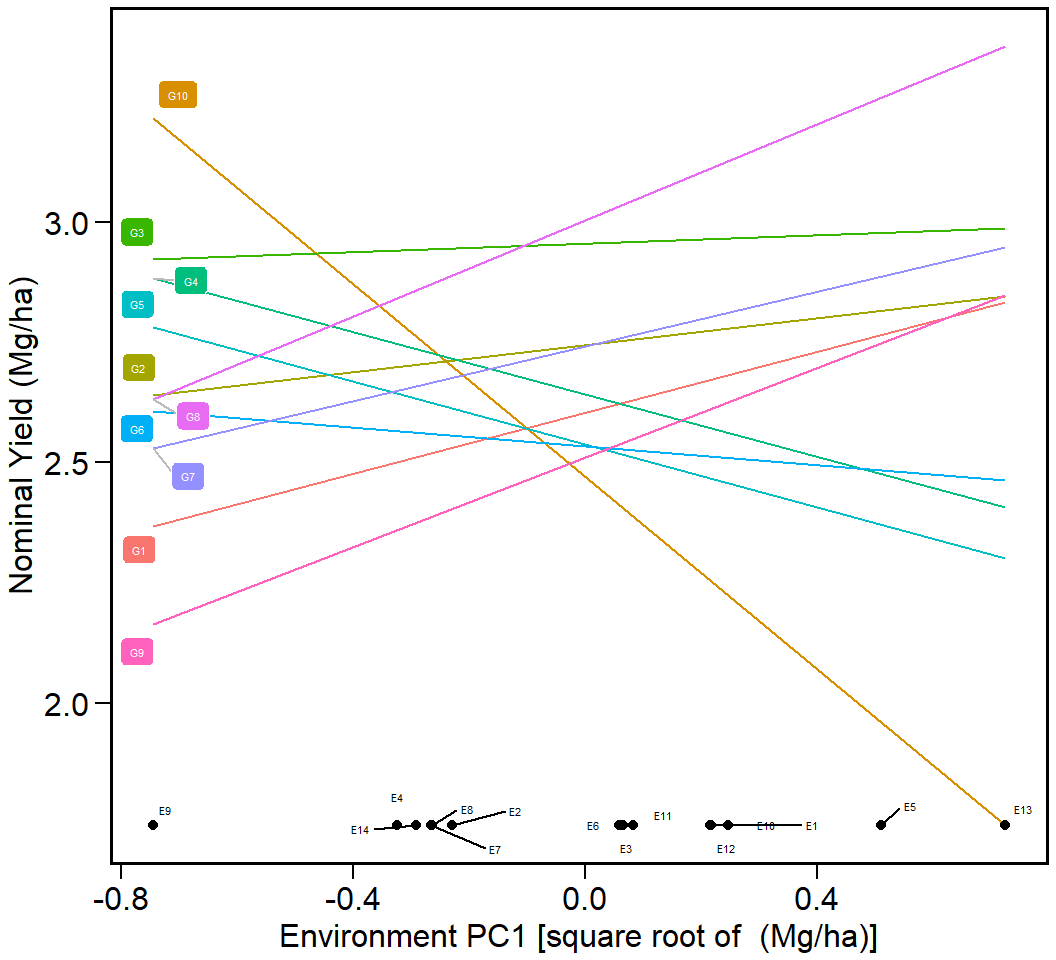 G10
G3
3.0
G4
G5
G2
G8
G6
G7
2.5
G1
G9
2.0
E4
E9 E8 E2 E5 E13
E14 E6 E11 E10 E1
E7 E3 E12
-0.8 -0.4 0.0 0.4
Environment PC1 [square root of  (Mg/ha)]
Nominal Yield (Mg/ha)